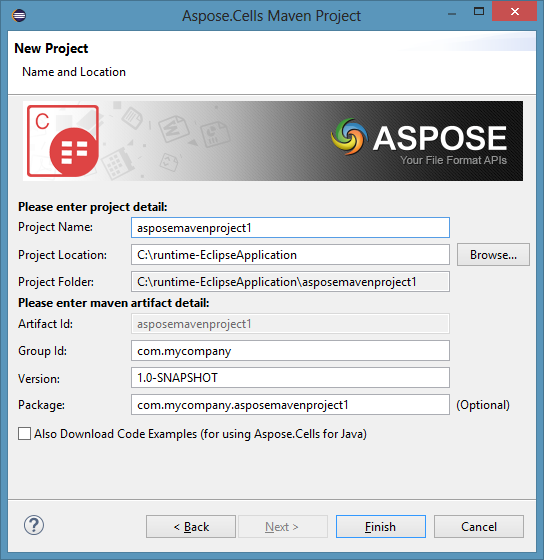 Aspose.Cells Maven Project
New Project
Name and Location
C
W
ASPOSE
Your File Format APIs
Please enter project detail:
Project Name: asposemavenproject1
Project Location: C:\runtime-EclipseApplication Browse...
Project Folder: C:\runtime-EclipseApplication\asposemavenproject1
Please enter maven artifact detail:
Artifact Id: asposemavenproject1
Group Id: com.mycompany
Version: 1.0-SNAPSHOT
Package: com.mycompany.asposemavenproject1 (Optional)
Also Download Code Examples (for using Aspose.Cells for Java)
? < Back Next > Finish Cancel